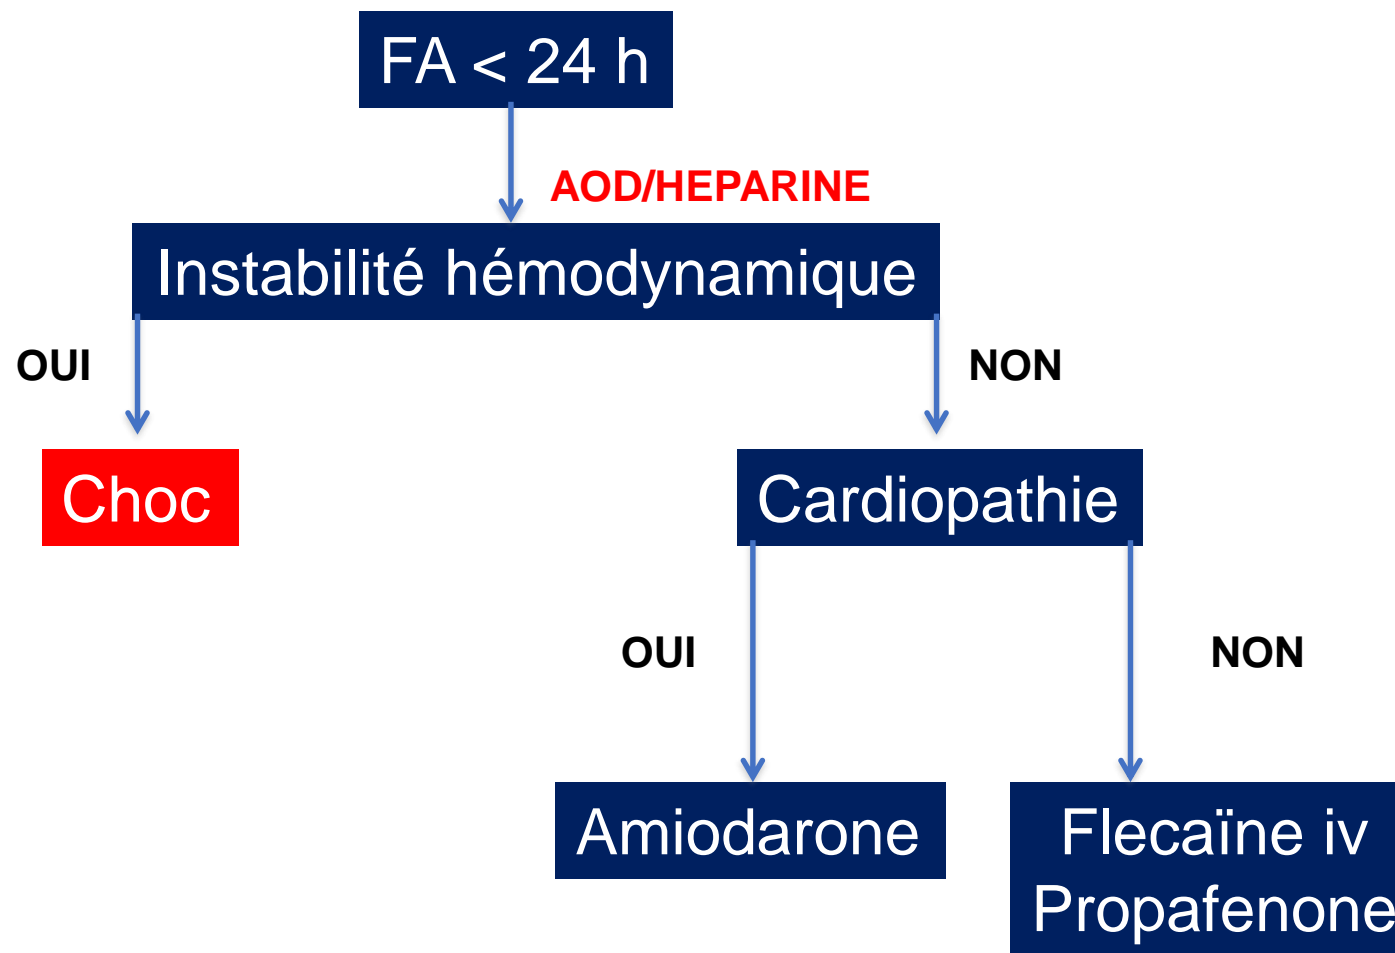 FA < 24 h
AOD/HEPARINE
Instabilité hémodynamique
OUI
NON
Choc
Cardiopathie
OUI
NON
Amiodarone
Flecaïne iv
Propafenone